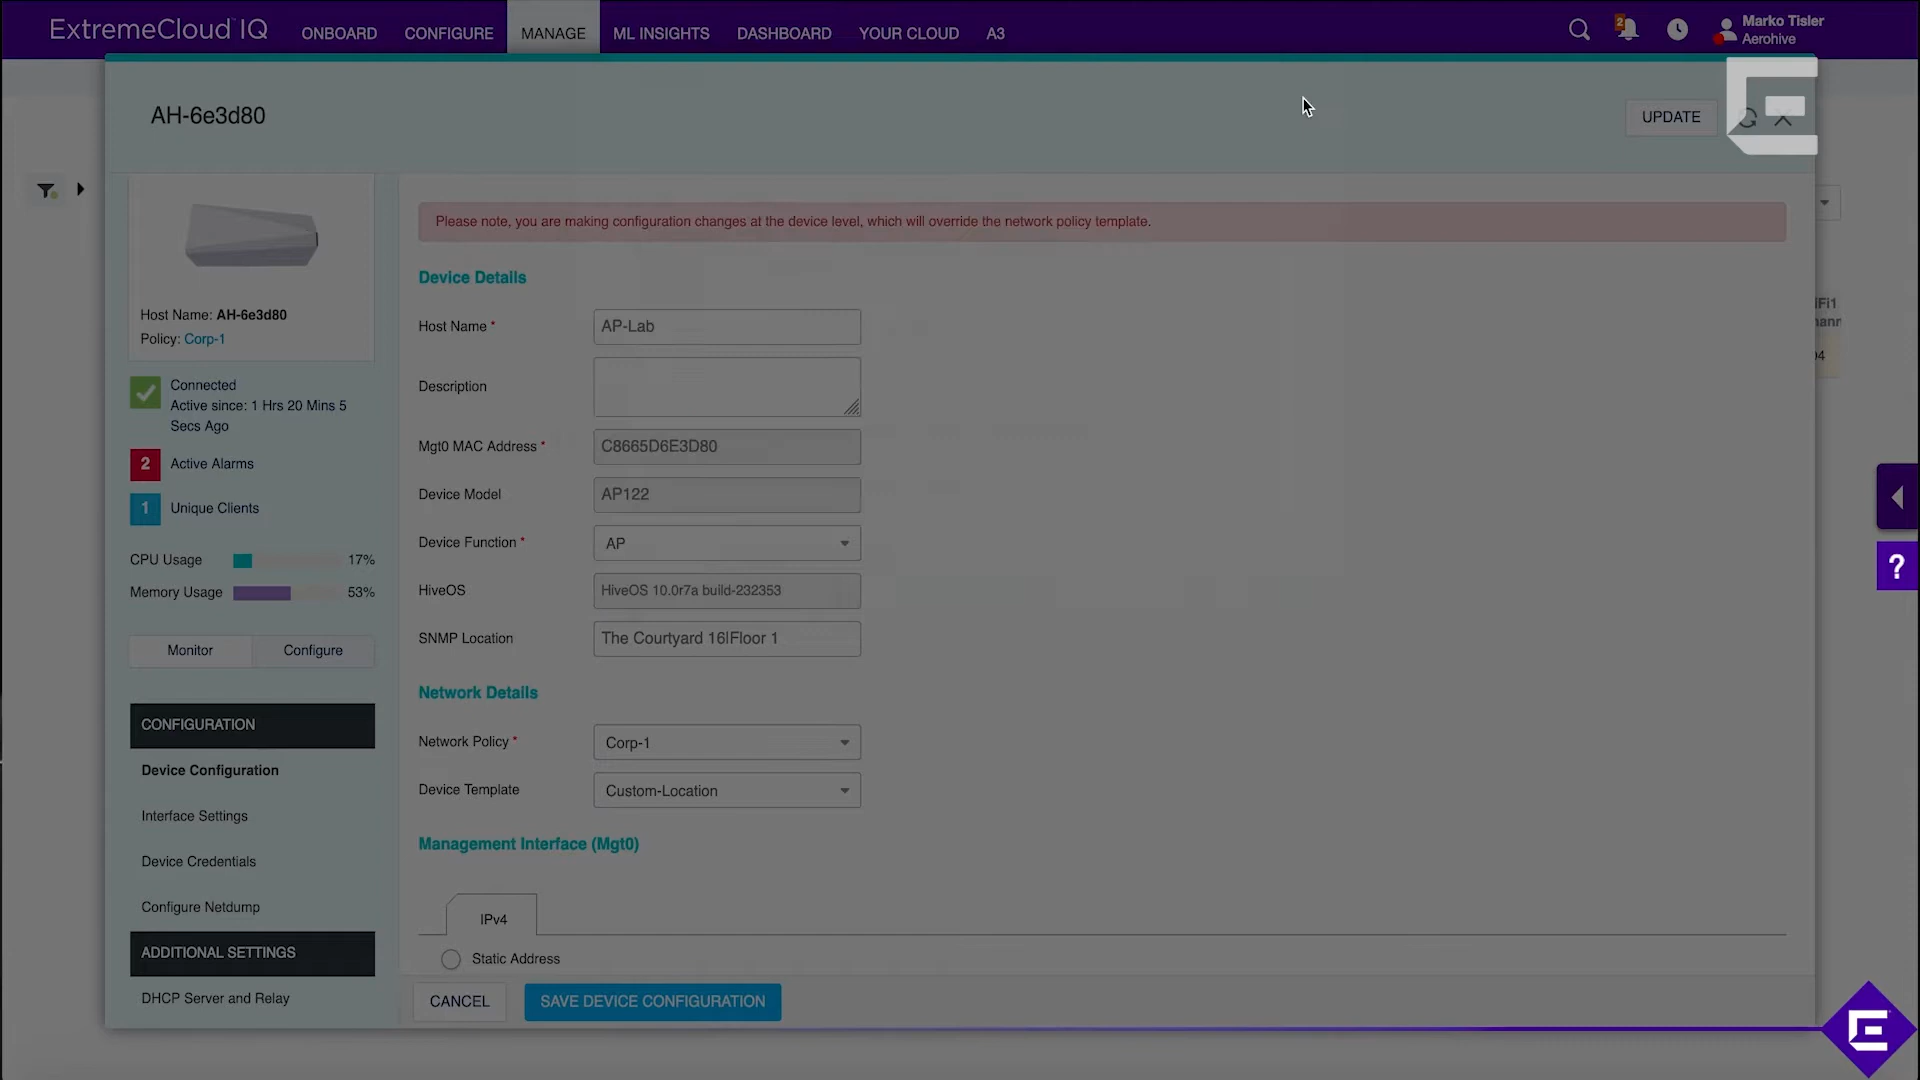 ExtremeCloud™ IQ
ONBOARD
CONFIGURE
MANAGE
ML INSIGHTS
DASHBOARD
YOUR CLOUD
A3
2
Marko Tisler
Aerohive
AH-6e3d80
UPDATE
Host Name: AH-6e3d80
Policy: Corp-1
Connected
Active since: 1 Hrs 20 Mins 5
Secs Ago
2 Active Alarms
1 Unique Clients
CPU Usage 17%
Memory Usage 53%
Monitor
Configure
CONFIGURATION
Device Configuration
Interface Settings
Device Credentials
Configure Netdump
ADDITIONAL SETTINGS
DHCP Server and Relay
Please note, you are making configuration changes at the device level, which will override the network policy template.
Device Details
Host Name * AP-Lab
Description
Mgt0 MAC Address * C8665D6E3D80
Device Model AP122
Device Function * AP
HiveOS HiveOS 10.0r7a build-232353
SNMP Location The Courtyard 16|Floor 1
Network Details
Network Policy * Corp-1
Device Template Custom-Location
Management Interface (Mgt0)
IPv4
Static Address
CANCEL
SAVE DEVICE CONFIGURATION
?